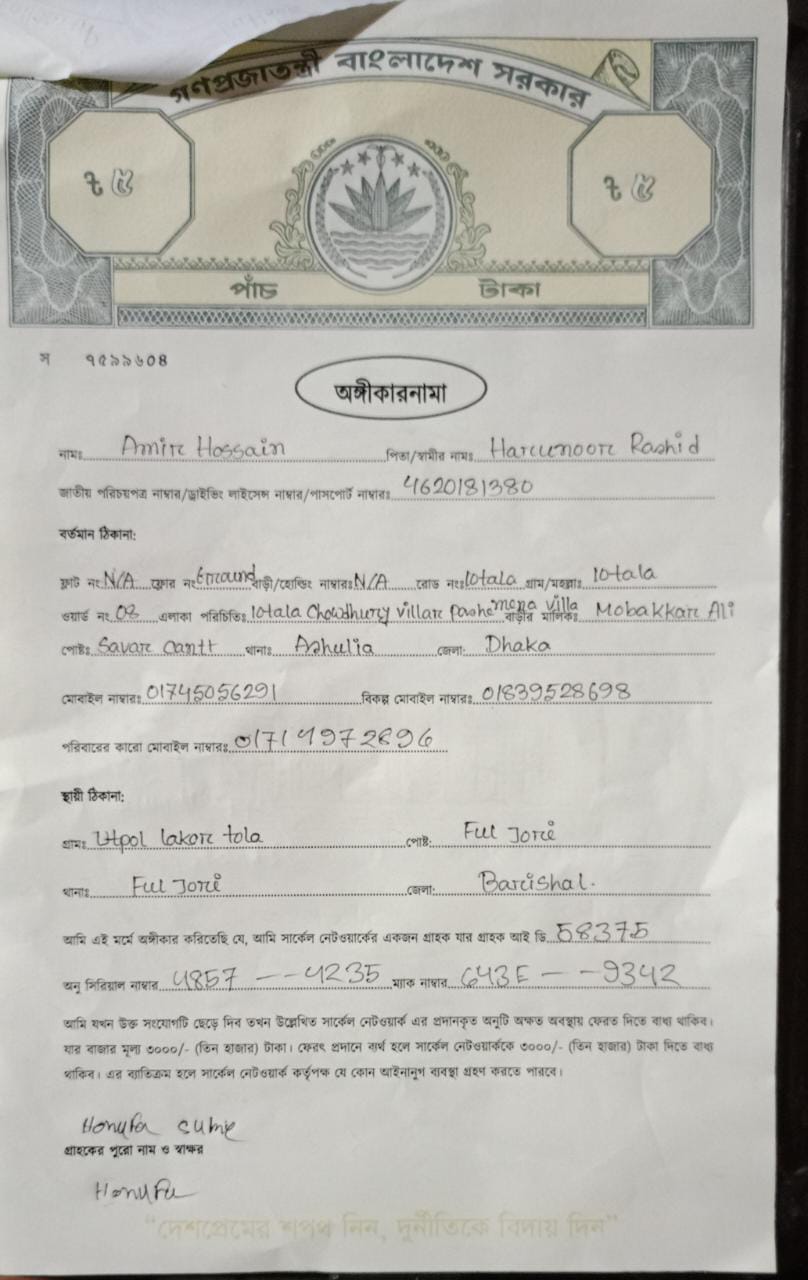 গণপ্রজাতন্ত্রী বাংলাদেশ সরকার
৳ ৫ ৳ ৫
পাঁচ টাকা
স ৭৫৯৯৬০৪
অঙ্গীকারনামা
নামঃ Amir Hossain পিতা/স্বামীর নামঃ Harunoor Rashid
জাতীয় পরিচয়পত্র নাম্বার/ড্রাইভিং লাইসেন্স নাম্বার/পাসপোর্ট নাম্বারঃ 4620181380
বর্তমান ঠিকানা:
ফ্লাট নং N/A ফ্লোর নং Ground বাড়ী/হোল্ডিং নাম্বারঃ N/A রোড নংঃ 10tala গ্রাম/মহল্লাঃ 10tala
ওয়ার্ড নং 08 এলাকা পরিচিতিঃ 10tala Chowdhury villar pashe mena villa বাড়ীর মালিকঃ Mobakkar Ali
পোষ্টঃ Savar Cantt থানাঃ Ashulia জেলা: Dhaka
মোবাইল নাম্বারঃ 01745056291 বিকল্প মোবাইল নাম্বারঃ 01839528698
পরিবারের কারো মোবাইল নাম্বারঃ 01714972896
স্থায়ী ঠিকানা:
গ্রামঃ Utpol lakor tola পোষ্ট: Ful Jori
থানাঃ Ful Jori জেলা: Barishal.
আমি এই মর্মে অঙ্গীকার করিতেছি যে, আমি সার্কেল নেটওয়ার্কের একজন গ্রাহক যার গ্রাহক আই ডি 58375
অনু সিরিয়াল নাম্বার 4857 --4235 ম্যাক নাম্বার 643E --9342
আমি যখন উক্ত সংযোগটি ছেড়ে দিব তখন উল্লেখিত সার্কেল নেটওয়ার্ক এর প্রদানকৃত অনুটি অক্ষত অবস্থায় ফেরত দিতে বাধ্য থাকিব।
যার বাজার মূল্য ৩০০০/- (তিন হাজার) টাকা। ফেরৎ প্রদানে ব্যর্থ হলে সার্কেল নেটওয়ার্ককে ৩০০০/- (তিন হাজার) টাকা দিতে বাধ্য
থাকিব। এর ব্যতিক্রম হলে সার্কেল নেটওয়ার্ক কর্তৃপক্ষ যে কোন আইনানুগ ব্যবস্থা গ্রহণ করতে পারবে।
Honufa
গ্রাহকের পুরো নাম ও স্বাক্ষর
Honufa
"দেশপ্রেমের শপথ নিন, দুর্নীতিকে বিদায় দিন"